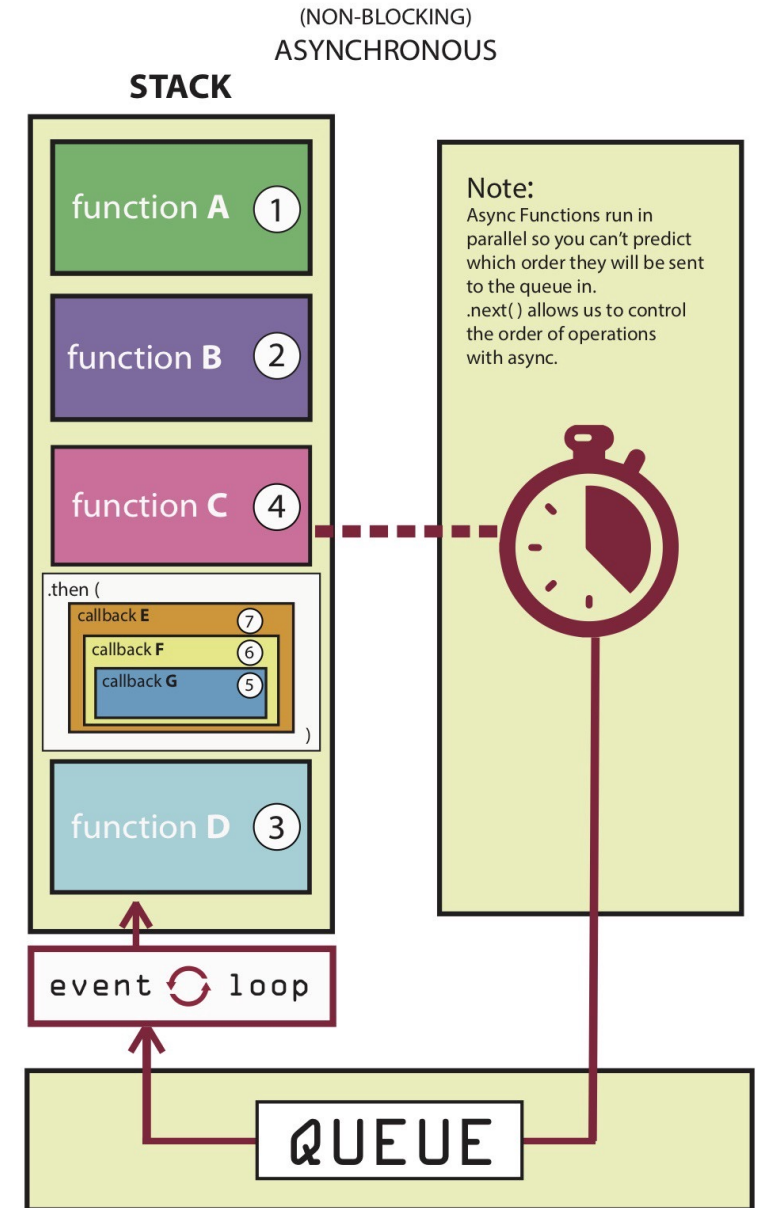 (NON-BLOCKING)
ASYNCHRONOUS
STACK
function A 1
function B 2
function C 4
.then (
callback E 7
callback F 6
callback G 5
)
function D 3
event loop
Note:
Async Functions run in
parallel so you can't predict
which order they will be sent
to the queue in.
.next( ) allows us to control
the order of operations
with async.
QUEUE